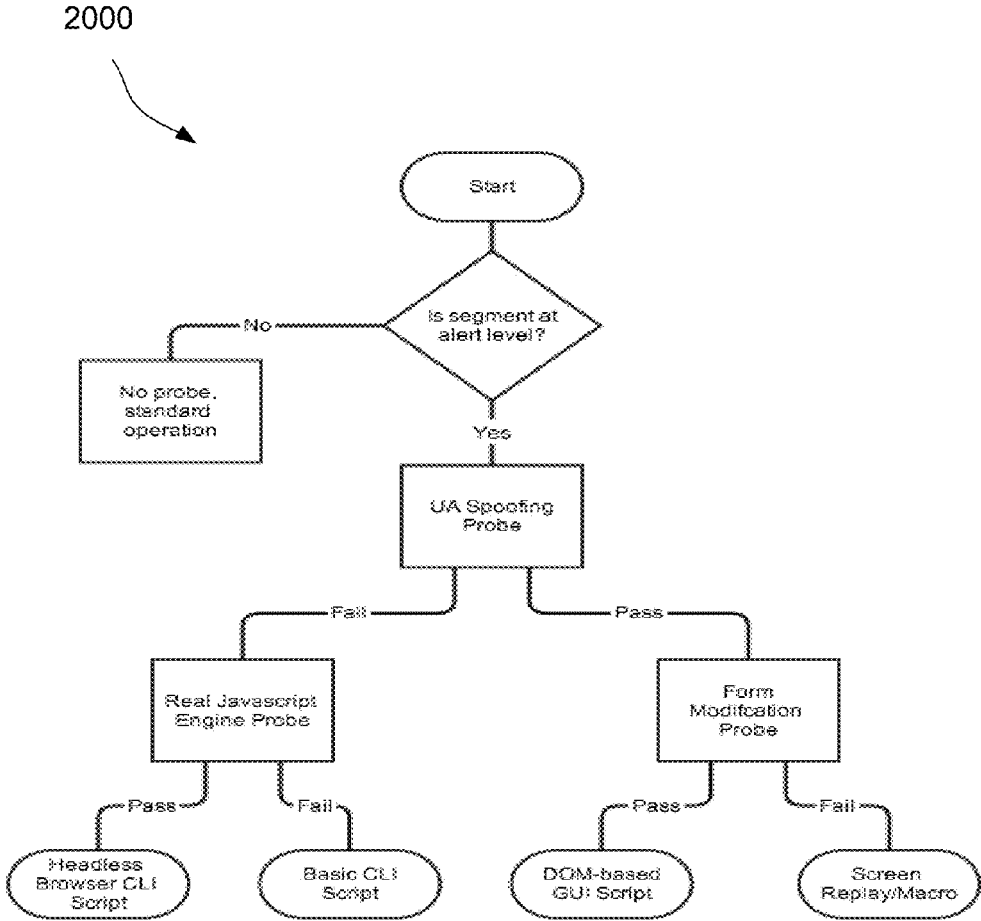 2000
Start
Is segment at
alert level?
No
No probe,
standard
operation
Yes
UA Spoofing
Probe
Fail
Pass
Real Javascript
Engine Probe
Form
Modifcation
Probe
Pass
Fail
Pass
Fail
Headless
Browser CLI
Script
Basic CLI
Script
DOM-based
GUI Script
Screen
Replay/Macro